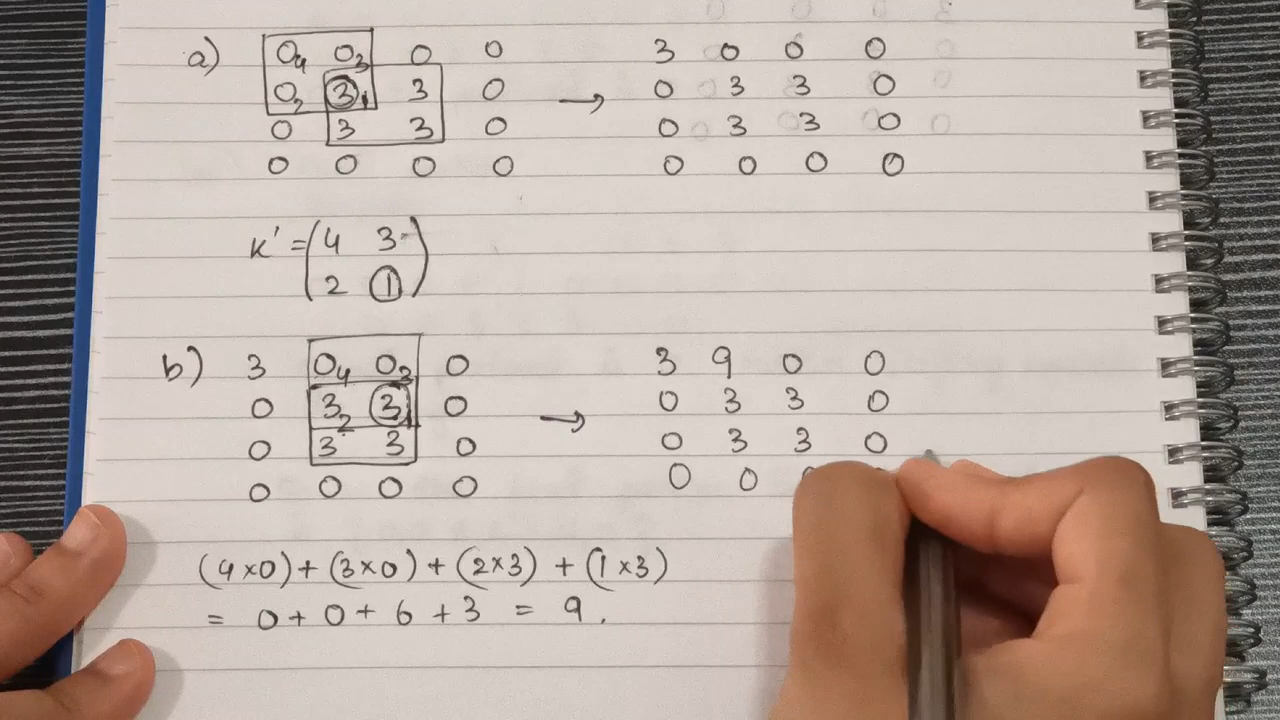 a) 0₄ 0₃ 0 0 → 3 0 0 0
0₂ 3₁ 3 0 0 3 3 0
0 3 3 0 0 3 3 0
0 0 0 0 0 0 0 0
K' = (4 3
2 1)
b) 3 0₄ 0₃ 0 → 3 9 0 0
0 3₂ 3₁ 0 0 3 3 0
0 3 3 0 0 3 3 0
0 0 0 0 0 0
(4×0) + (3×0) + (2×3) + (1×3)
= 0 + 0 + 6 + 3 = 9.